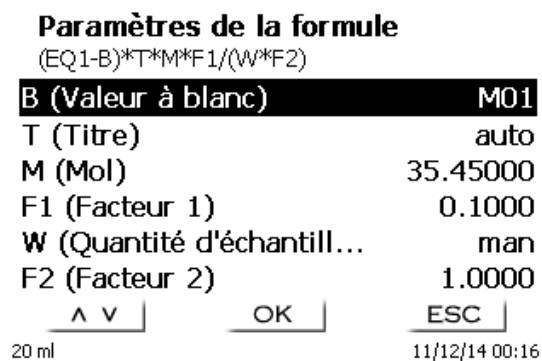 Paramètres de la formule
(EQ1-B)*T*M*F1/(W*F2)
B (Valeur à blanc) M01
T (Titre) auto
M (Mol) 35.45000
F1 (Facteur 1) 0.1000
W (Quantité d'échantill... man
F2 (Facteur 2) 1.0000
∧ ∨ OK ESC
20 ml 11/12/14 00:16